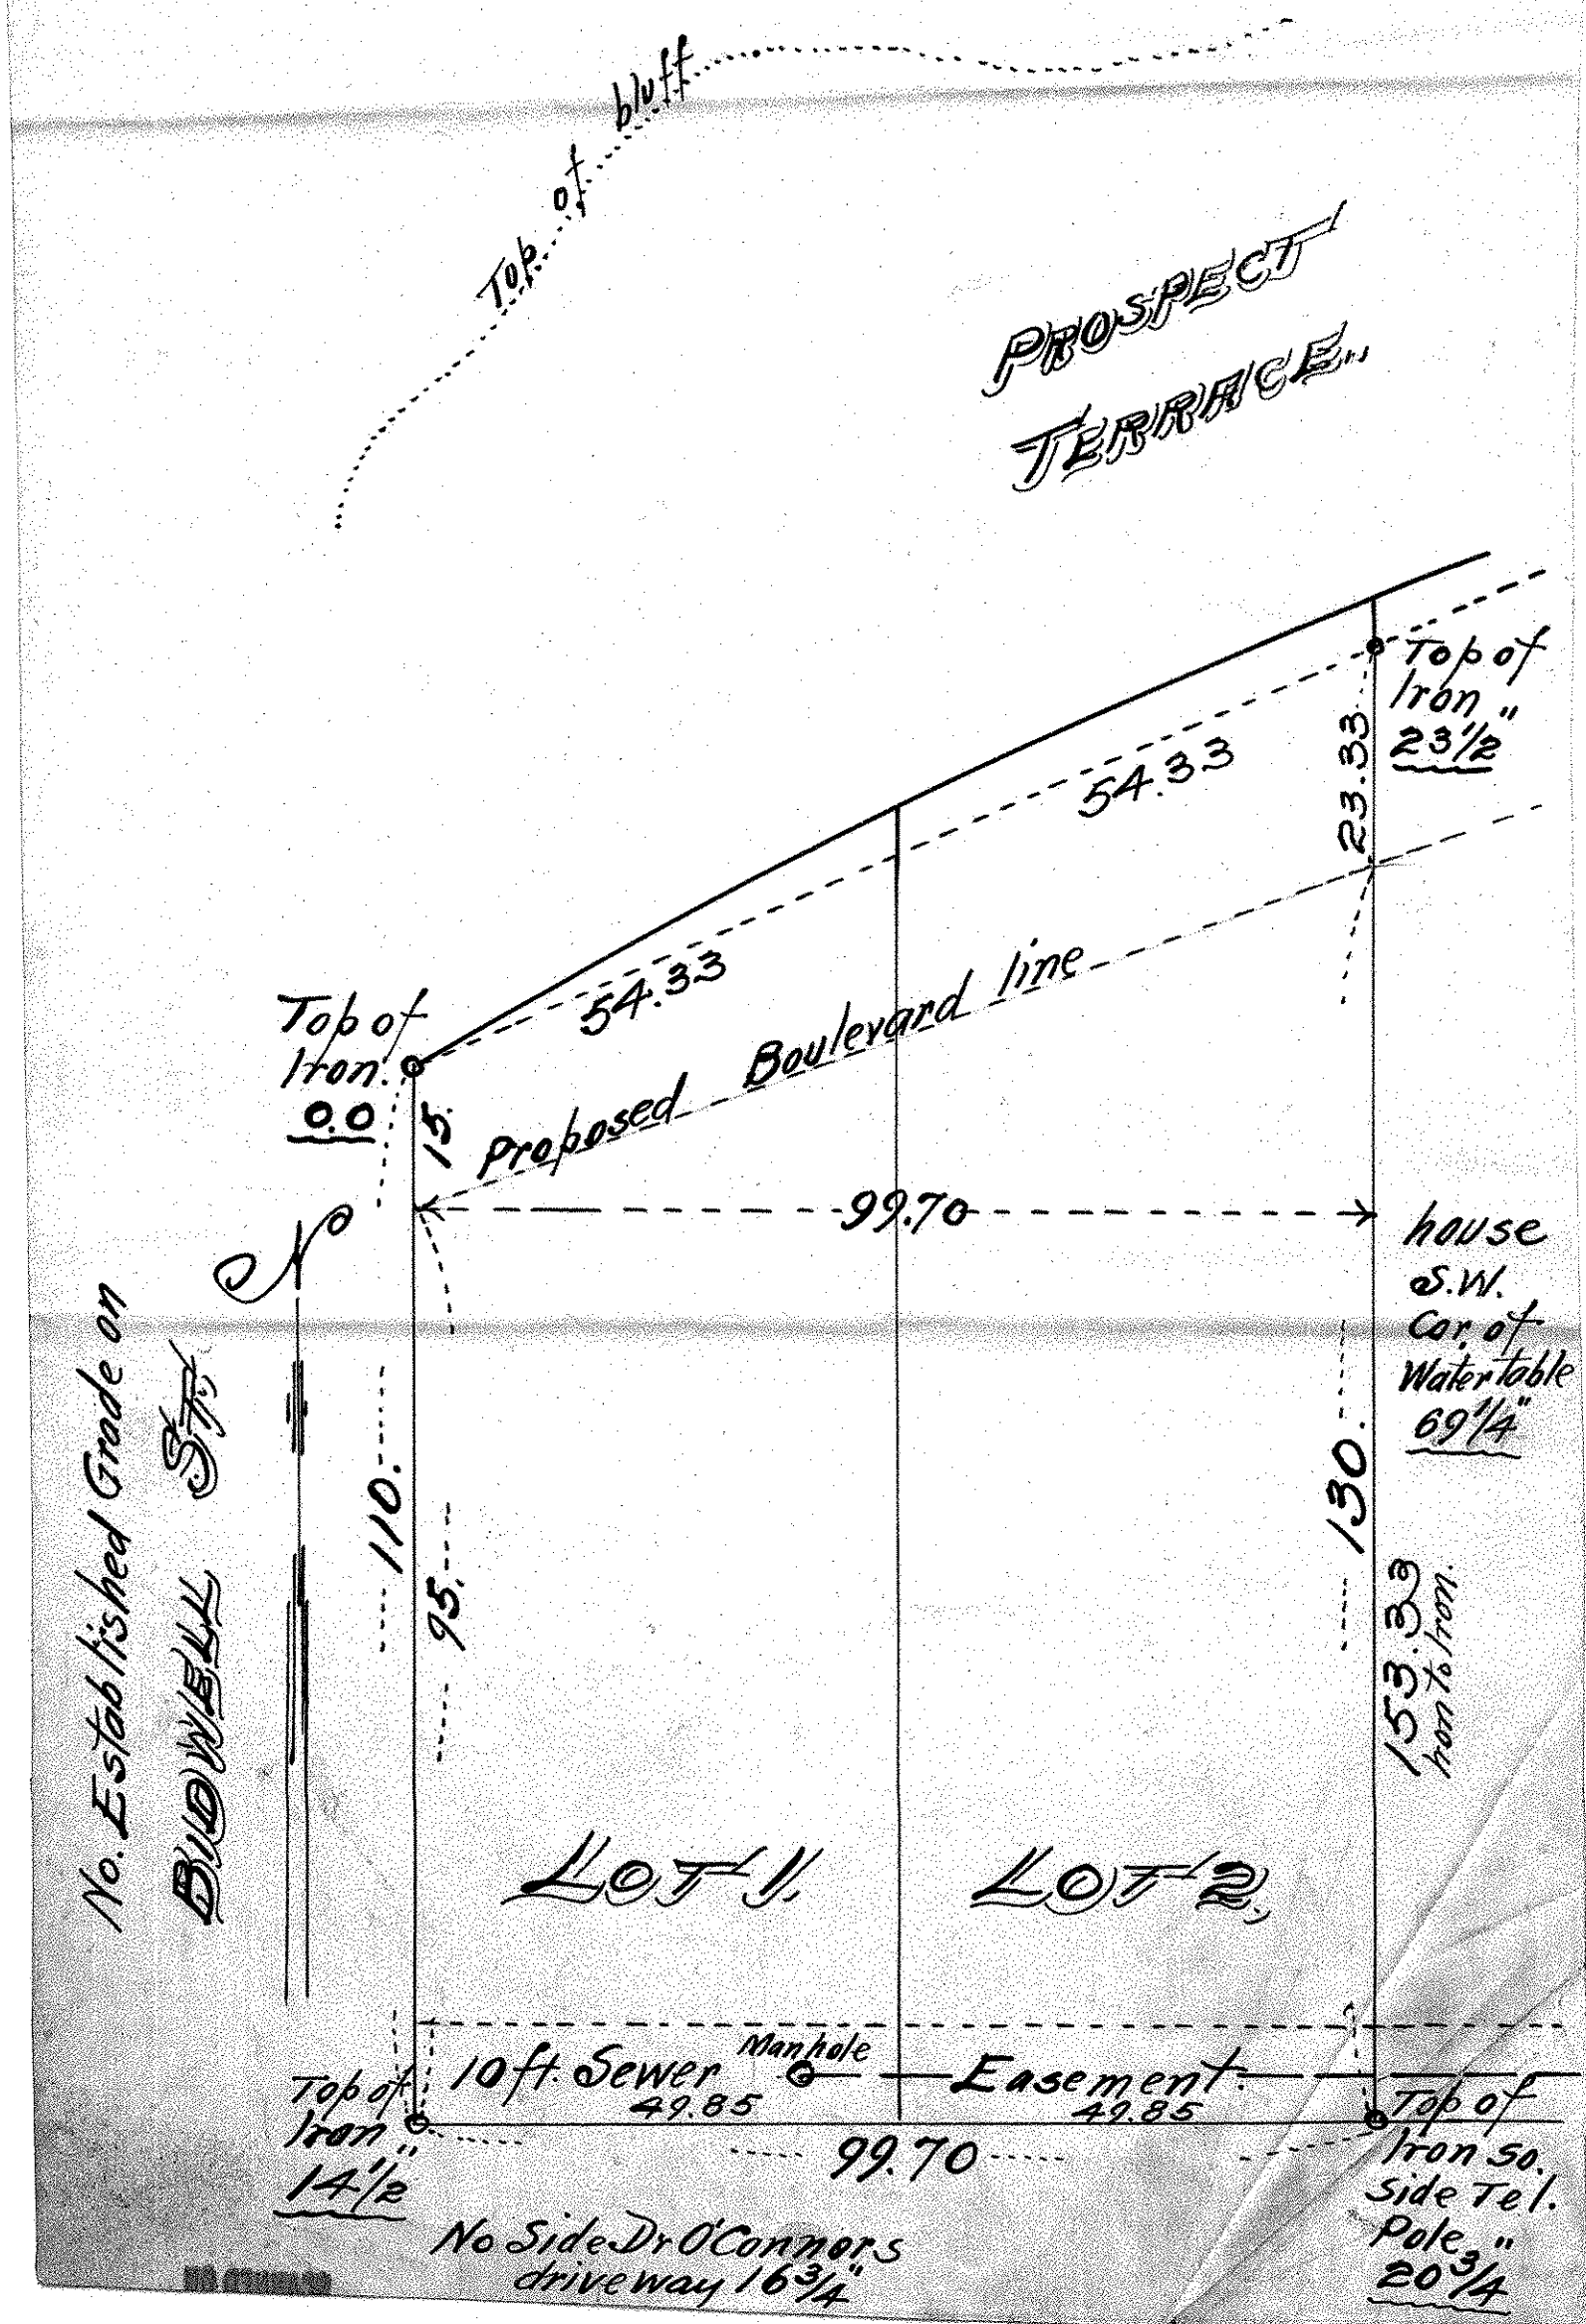 Top of bluff
PROSPECT
TERRACE.
Top of
Iron
23 1/2"
54.33
23.33
54.33
Top of
Iron.
0.0
15.
Proposed Boulevard line
99.70
house
S.W.
Cor. of
Water table
69 1/4"
N
No. Established Grade on
BIDWELL ST.
110.
95.
130.
153.33
Iron to Iron.
LOT 1.
LOT 2.
10 ft. Sewer Manhole Easement.
49.85
49.85
Top of
Iron
14 1/2"
99.70
Top of
Iron so.
Side Tel.
Pole
20 3/4"
No Side Dr O'Connors
driveway 16 3/4"